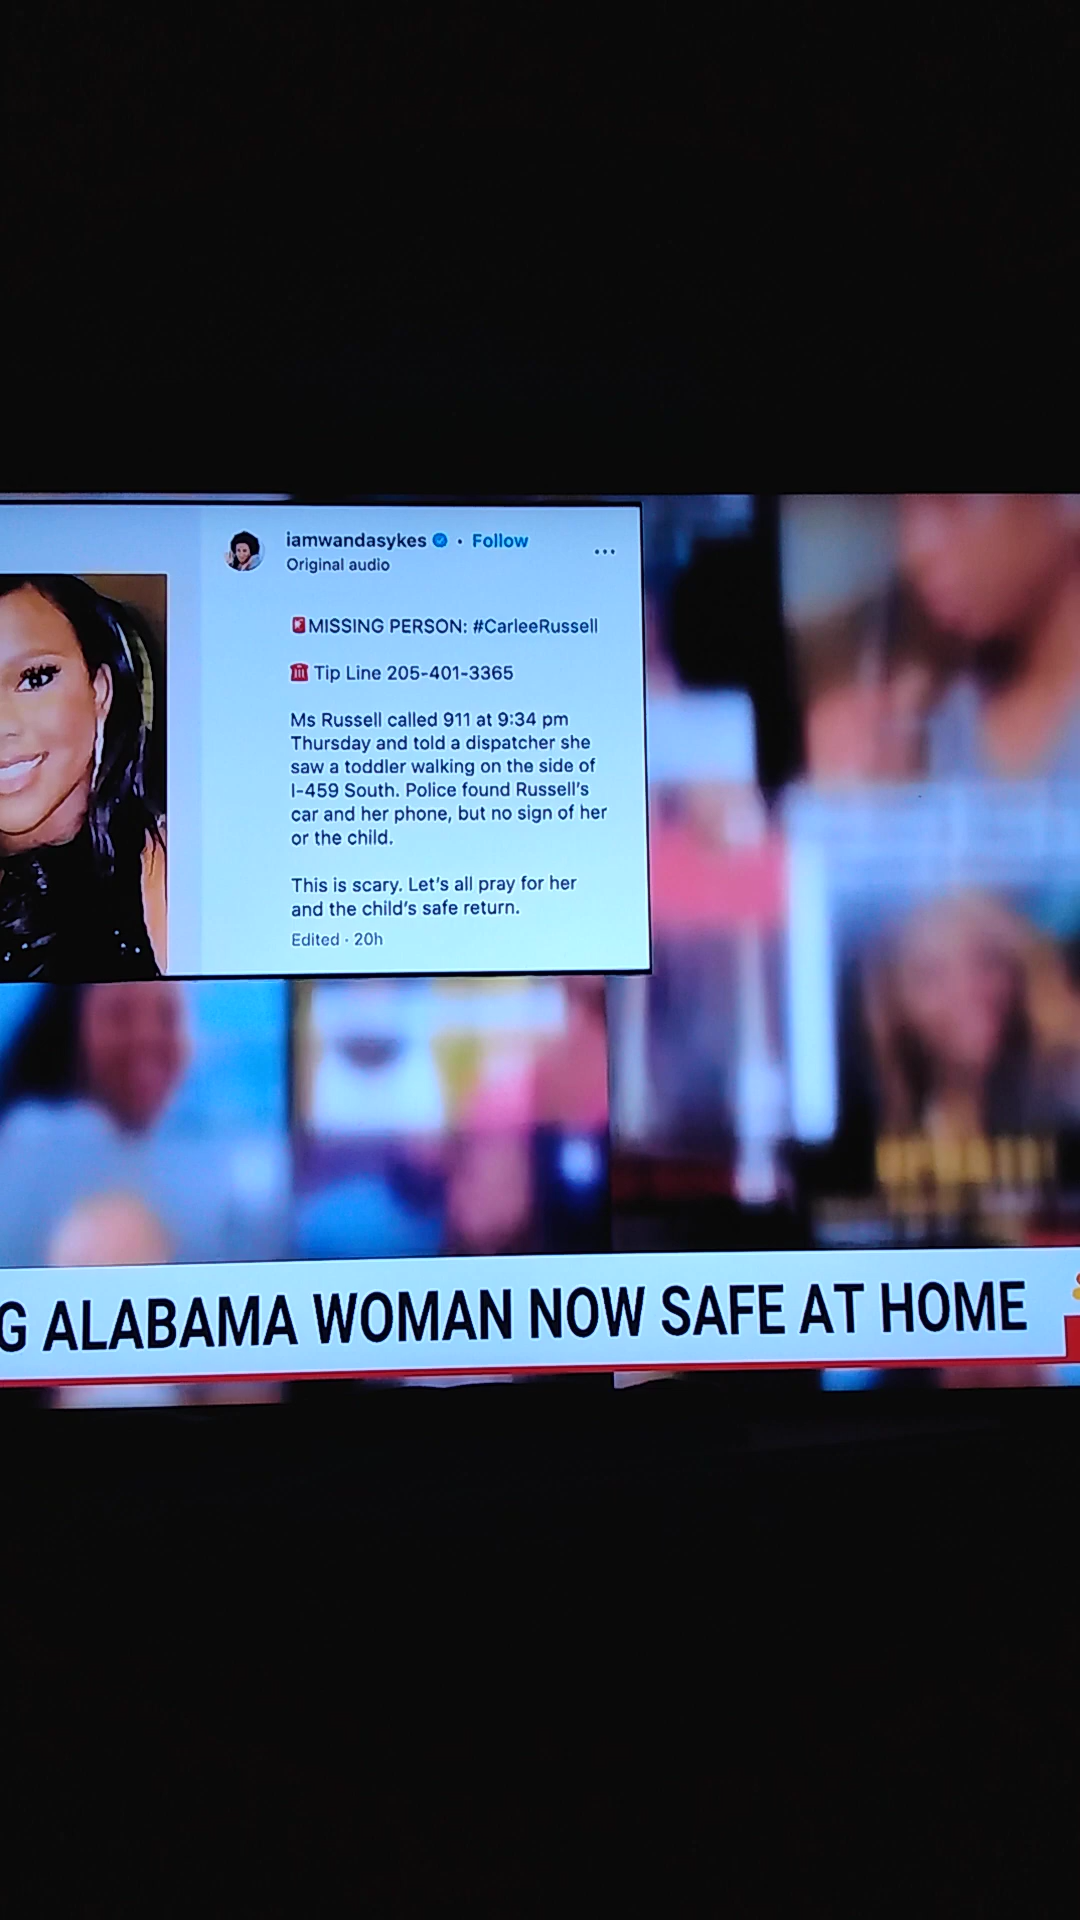 iamwandasykes • Follow
Original audio
...
🚨MISSING PERSON: #CarleeRussell
☎️ Tip Line 205-401-3365
Ms Russell called 911 at 9:34 pm
Thursday and told a dispatcher she
saw a toddler walking on the side of
I-459 South. Police found Russell's
car and her phone, but no sign of her
or the child.
This is scary. Let's all pray for her
and the child's safe return.
Edited · 20h
G ALABAMA WOMAN NOW SAFE AT HOME